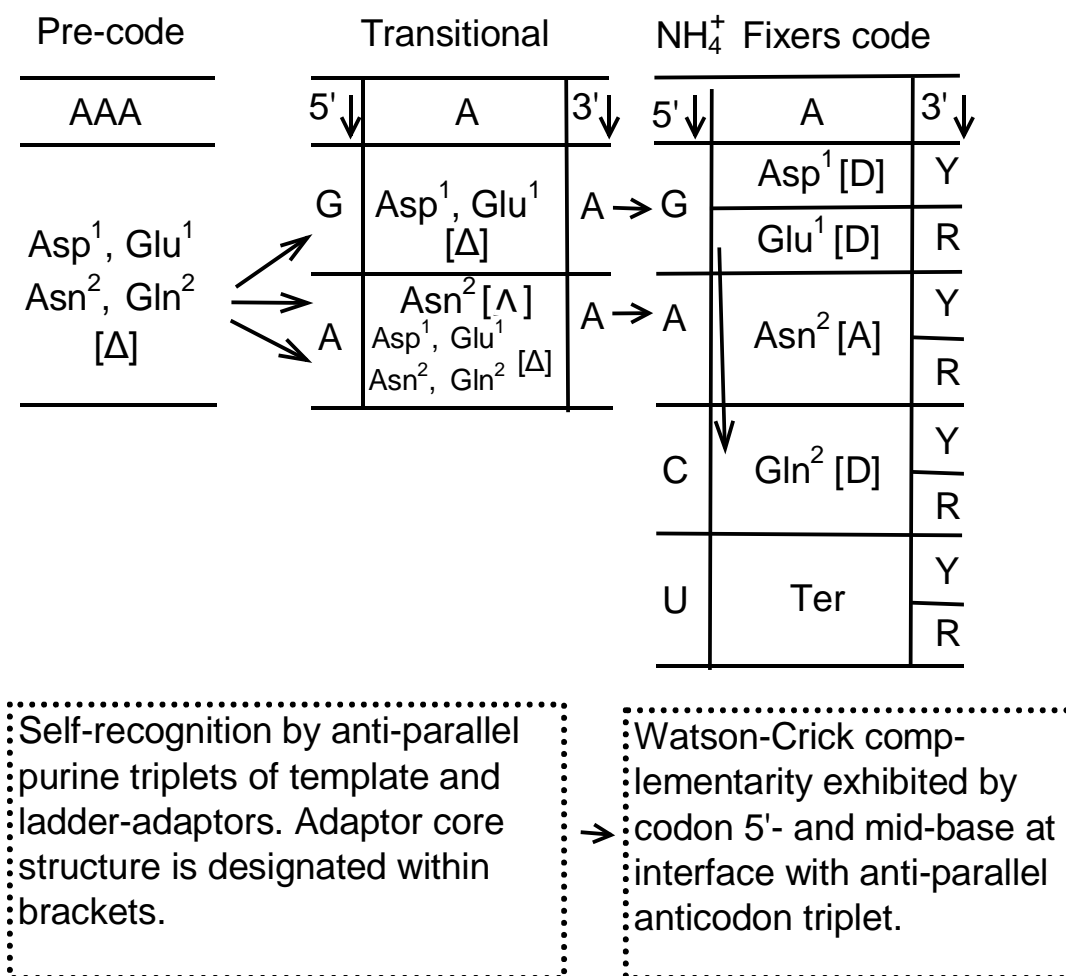 Pre-code
Transitional
NH₄⁺ Fixers code
AAA
5' A 3'
5' A 3'
Asp¹, Glu¹
Asn², Gln²
[Δ]
G
Asp¹, Glu¹
[Δ]
A
A
Asn² [Λ]
Asp¹, Glu¹
Asn², Gln² [Δ]
A
G
Asp¹ [D] Y
Glu¹ [D] R
A
Asn² [A]
Y
R
C
Gln² [D]
Y
R
U
Ter
Y
R
Self-recognition by anti-parallel
purine triplets of template and
ladder-adaptors. Adaptor core
structure is designated within
brackets.
Watson-Crick comp-
lementarity exhibited by
codon 5'- and mid-base at
interface with anti-parallel
anticodon triplet.